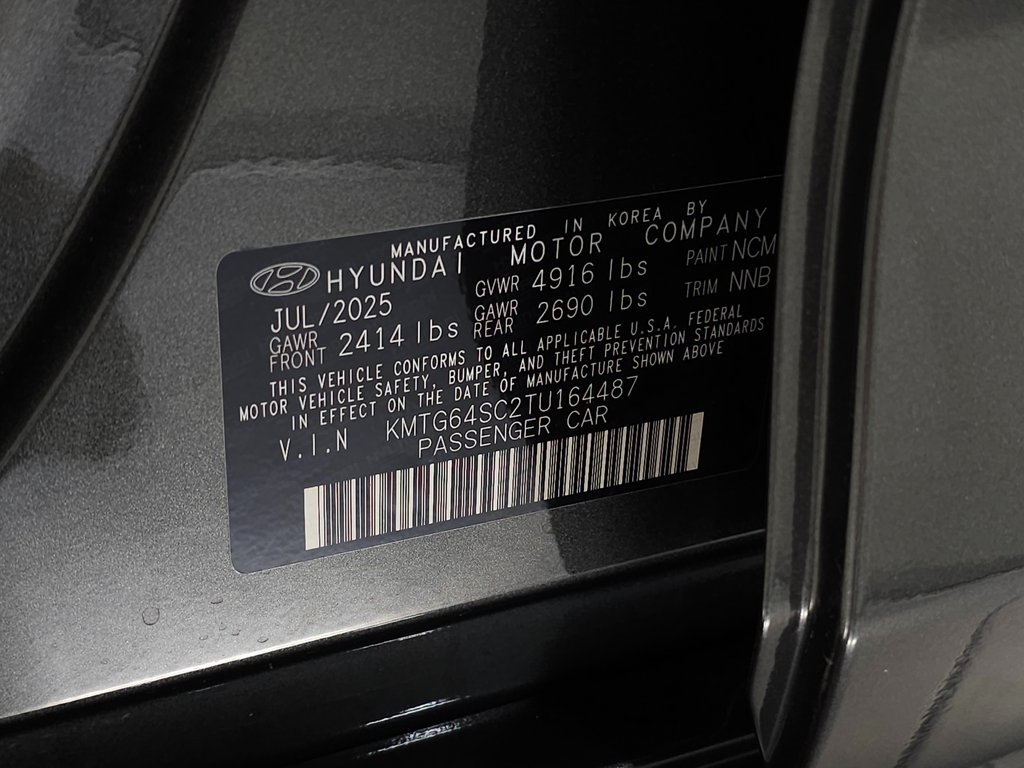 MANUFACTURED IN KOREA BY
HYUNDAI MOTOR COMPANY
JUL/2025 GVWR 4916 lbs PAINT NCM
GAWR FRONT 2414 lbs GAWR REAR 2690 lbs TRIM NNB
THIS VEHICLE CONFORMS TO ALL APPLICABLE U.S.A. FEDERAL
MOTOR VEHICLE SAFETY, BUMPER, AND THEFT PREVENTION STANDARDS
IN EFFECT ON THE DATE OF MANUFACTURE SHOWN ABOVE
V.I.N KMTG64SC2TU164487
PASSENGER CAR